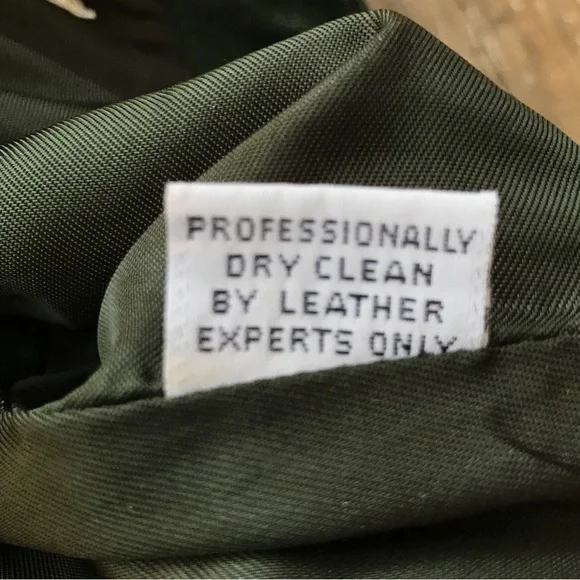 PROFESSIONALLY
DRY CLEAN
BY LEATHER
EXPERTS ONLY